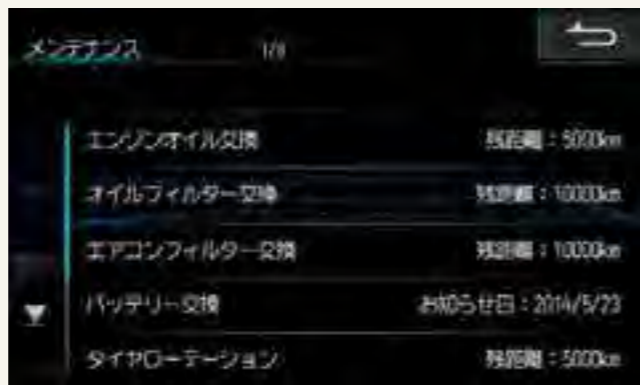 メンテナンス
エンジンオイル交換 残距離：5000km
オイルフィルター交換 残距離：10000km
エアコンフィルター交換 残距離：10000km
バッテリー交換 お知らせ日：2014/5/23
タイヤローテーション 残距離：5000km